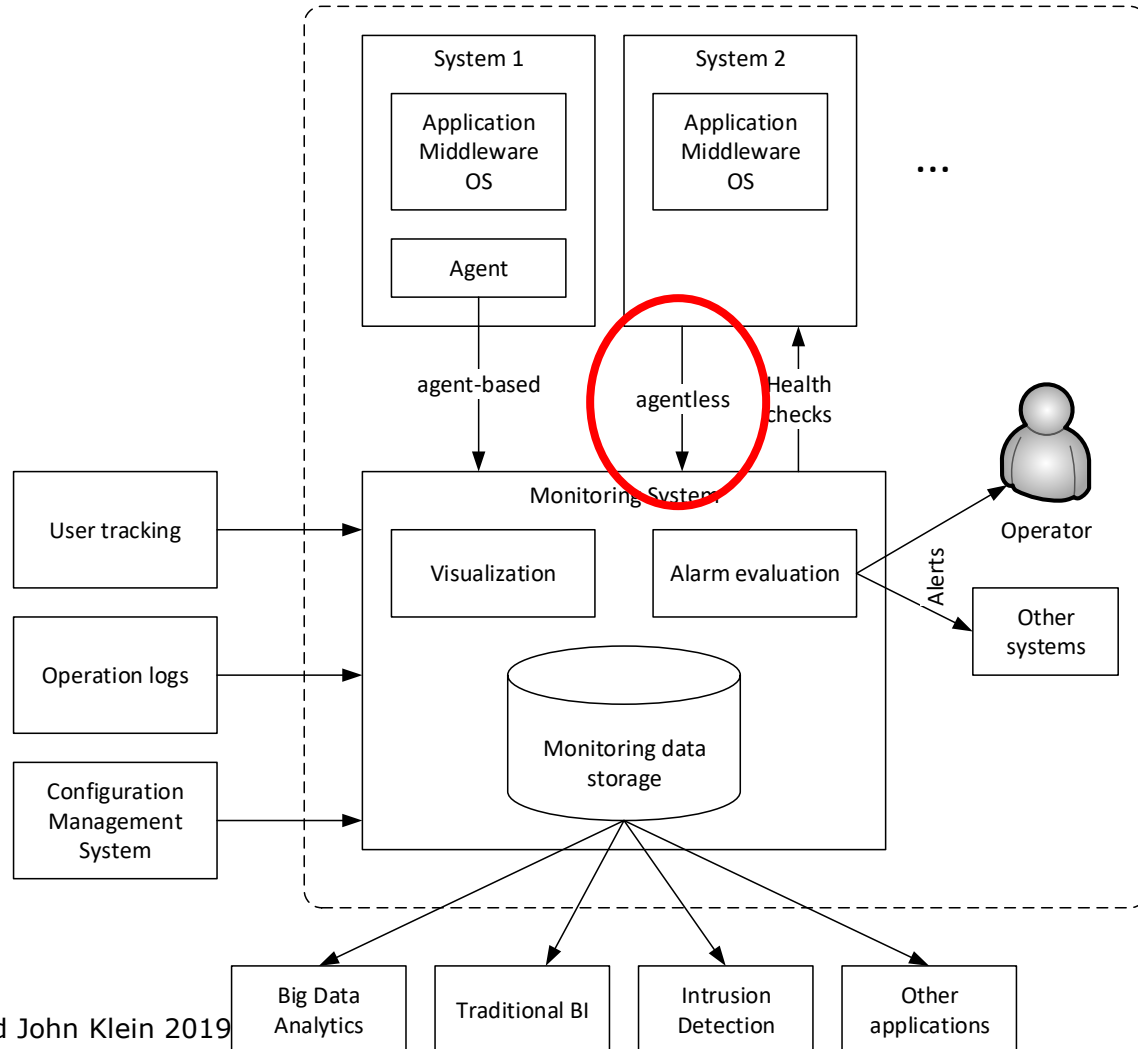 System 1
Application
Middleware
OS
Agent
System 2
Application
Middleware
OS
...
agent-based
agentless
Health
checks
Monitoring System
Visualization
Alarm evaluation
Monitoring data
storage
User tracking
Operation logs
Configuration
Management
System
Alerts
Operator
Other
systems
Big Data
Analytics
Traditional BI
Intrusion
Detection
Other
applications
d John Klein 2019